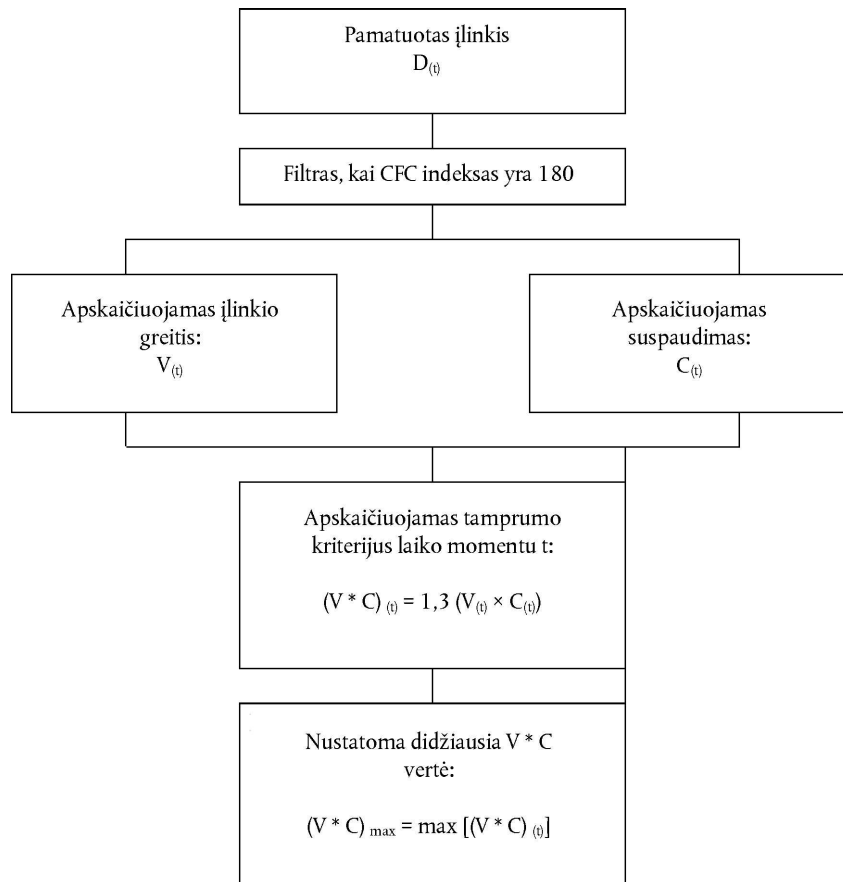 Pamatuotas įlinkis
D(t)
Filtras, kai CFC indeksas yra 180
Apskaičiuojamas įlinkio
greitis:
V(t)
Apskaičiuojamas
suspaudimas:
C(t)
Apskaičiuojamas tamprumo
kriterijus laiko momentu t:
(V * C) (t) = 1,3 (V(t) × C(t))
Nustatoma didžiausia V * C
vertė:
(V * C) max = max [(V * C) (t)]